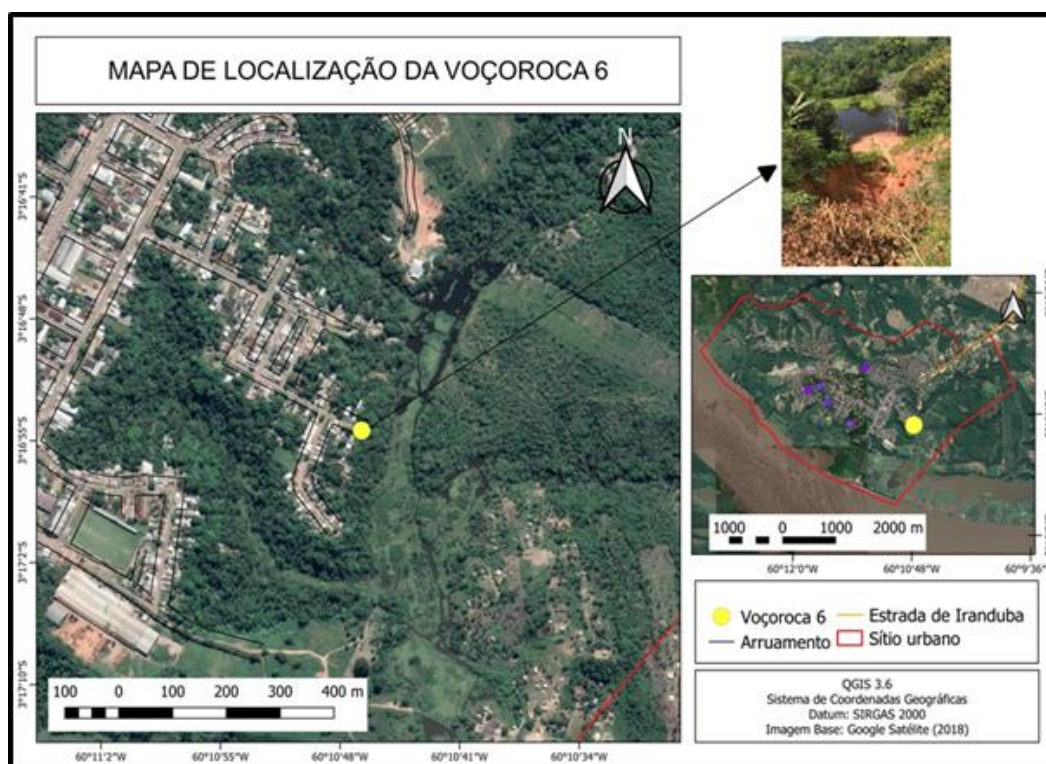 MAPA DE LOCALIZAÇÃO DA VOÇOROCA 6
N
3°16'41"S
3°16'48"S
3°16'55"S
3°17'2"S
3°17'10"S
100 0 100 200 300 400 m
60°11'2"W 60°10'55"W 60°10'48"W 60°10'41"W 60°10'34"W
N
1000 0 1000 2000 m
60°12'0"W 60°10'48"W 60°9'36"W
Voçoroca 6
Estrada de Iranduba
Arruamento
Sítio urbano
QGIS 3.6
Sistema de Coordenadas Geográficas
Datum: SIRGAS 2000
Imagem Base: Google Satélite (2018)